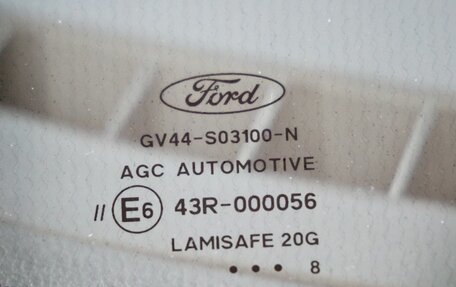 Ford
GV44-S03100-N
AGC AUTOMOTIVE
II E6 43R-000056
LAMISAFE 20G
• • • 8